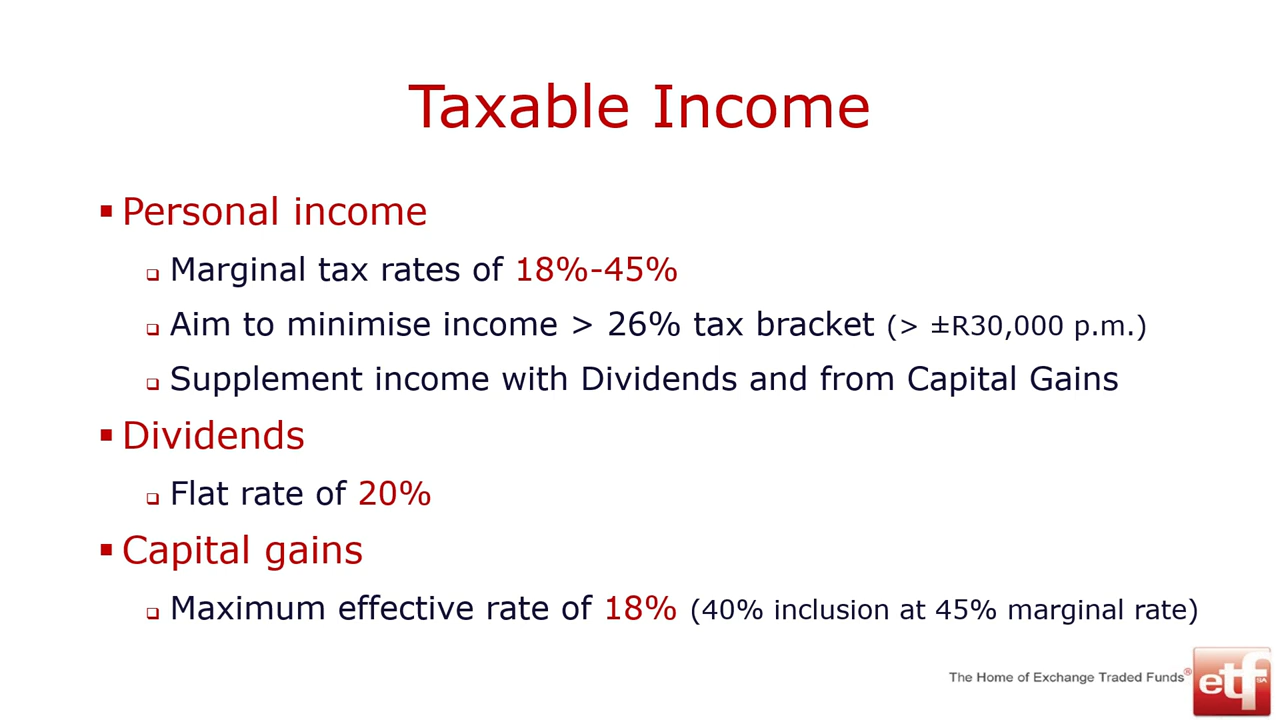 Taxable Income
▪ Personal income
❑ Marginal tax rates of 18%-45%
❑ Aim to minimise income > 26% tax bracket (> ±R30,000 p.m.)
❑ Supplement income with Dividends and from Capital Gains
▪ Dividends
❑ Flat rate of 20%
▪ Capital gains
❑ Maximum effective rate of 18% (40% inclusion at 45% marginal rate)
The Home of Exchange Traded Funds®
etf
SA